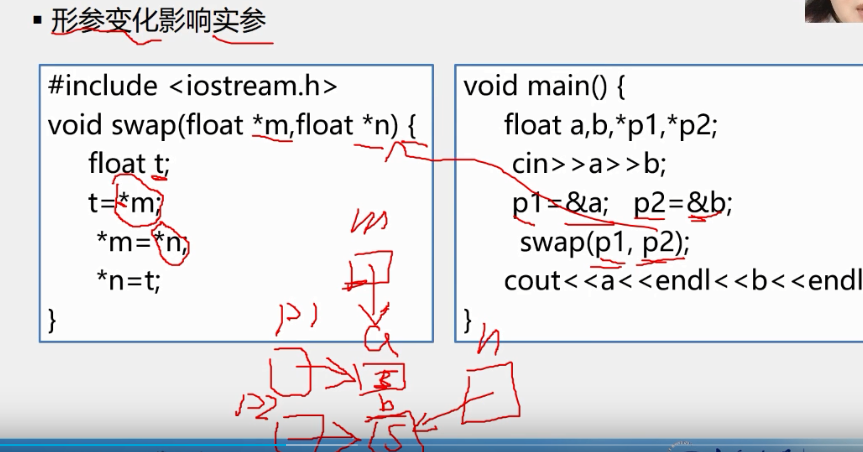 ▪ 形参变化影响实参
#include <iostream.h>
void swap(float *m,float *n) {
float t;
t=*m;
*m=*n;
*n=t;
}
void main() {
float a,b,*p1,*p2;
cin>>a>>b;
p1=&a; p2=&b;
swap(p1, p2);
cout<<a<<endl<<b<<endl
}
m
p1
a
n
p2
b
5